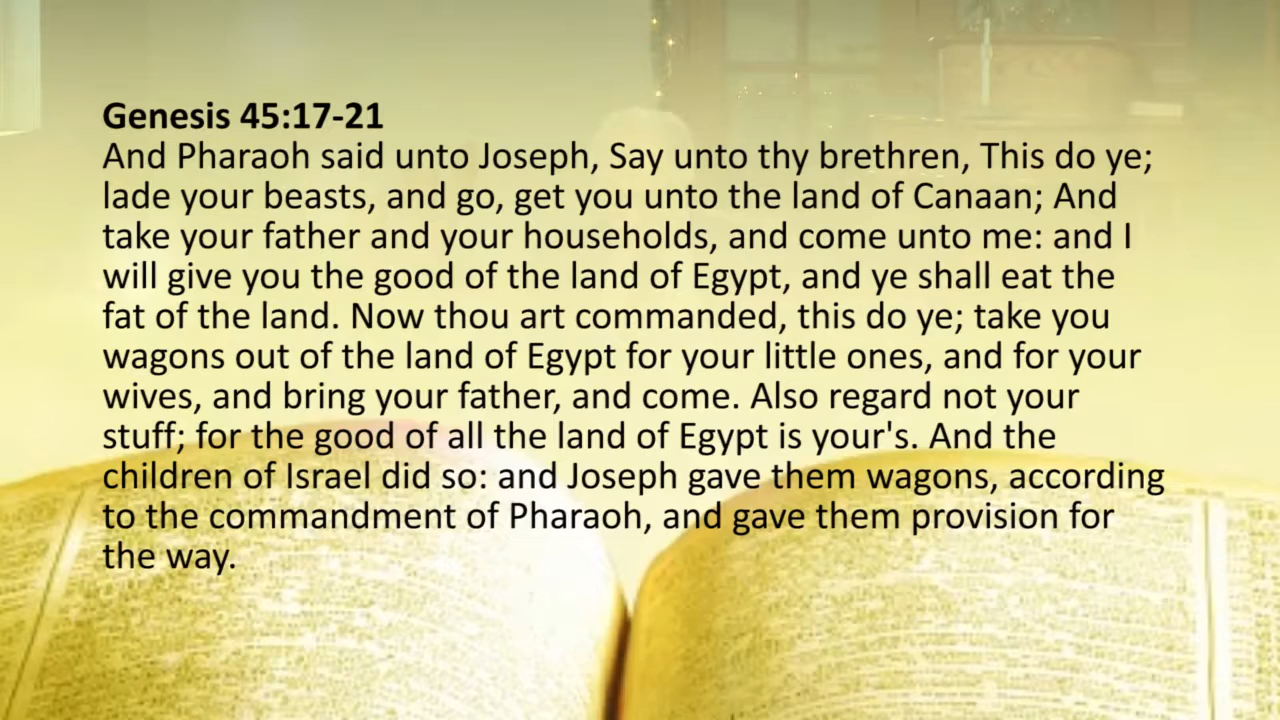 Genesis 45:17-21
And Pharaoh said unto Joseph, Say unto thy brethren, This do ye;
lade your beasts, and go, get you unto the land of Canaan; And
take your father and your households, and come unto me: and I
will give you the good of the land of Egypt, and ye shall eat the
fat of the land. Now thou art commanded, this do ye; take you
wagons out of the land of Egypt for your little ones, and for your
wives, and bring your father, and come. Also regard not your
stuff; for the good of all the land of Egypt is your's. And the
children of Israel did so: and Joseph gave them wagons, according
to the commandment of Pharaoh, and gave them provision for
the way.